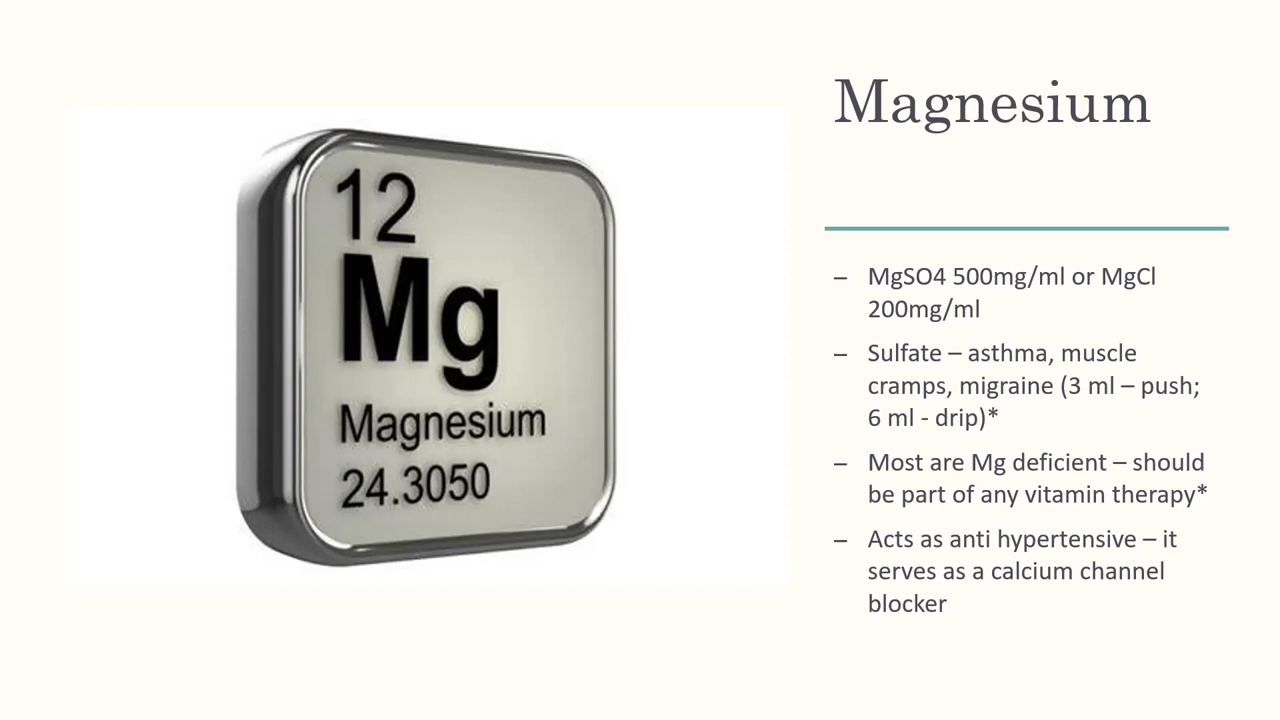 Magnesium
12
Mg
Magnesium
24.3050
– MgSO4 500mg/ml or MgCl
200mg/ml
– Sulfate – asthma, muscle
cramps, migraine (3 ml – push;
6 ml - drip)*
– Most are Mg deficient – should
be part of any vitamin therapy*
– Acts as anti hypertensive – it
serves as a calcium channel
blocker